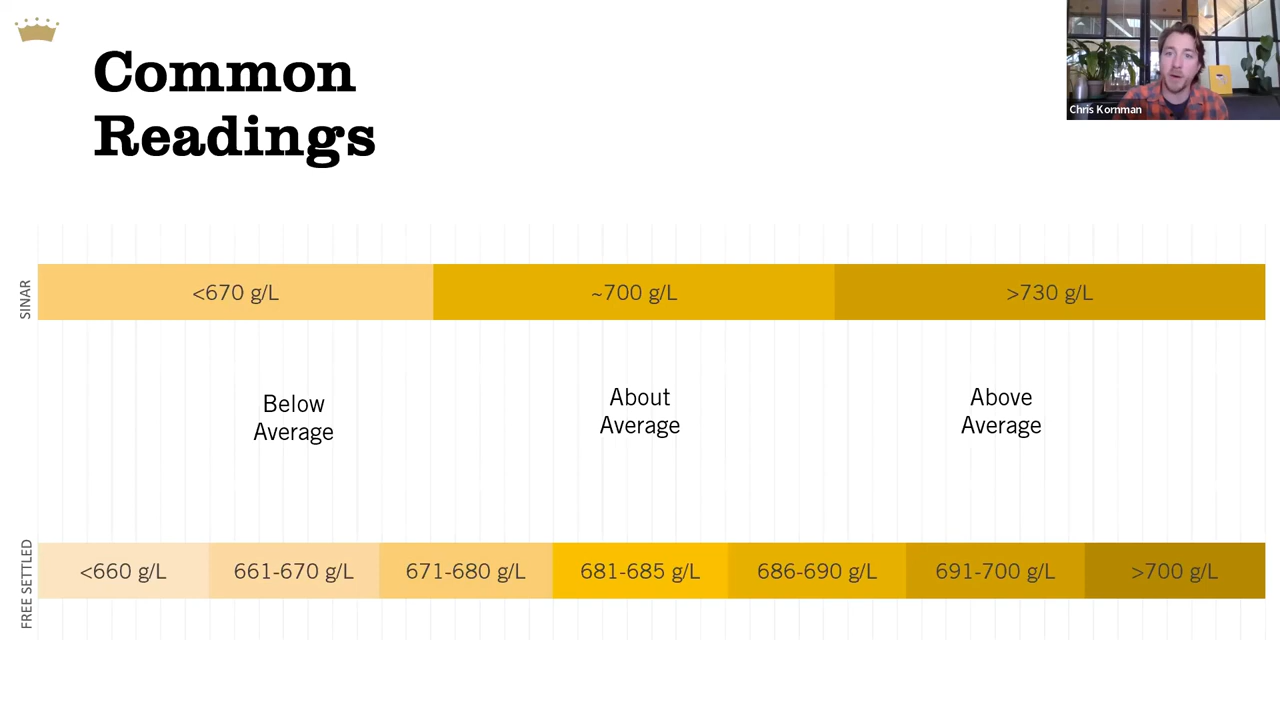 Common
Readings
Chris Kornman
SINAR
<670 g/L
~700 g/L
>730 g/L
Below
Average
About
Average
Above
Average
FREE SETTLED
<660 g/L
661-670 g/L
671-680 g/L
681-685 g/L
686-690 g/L
691-700 g/L
>700 g/L